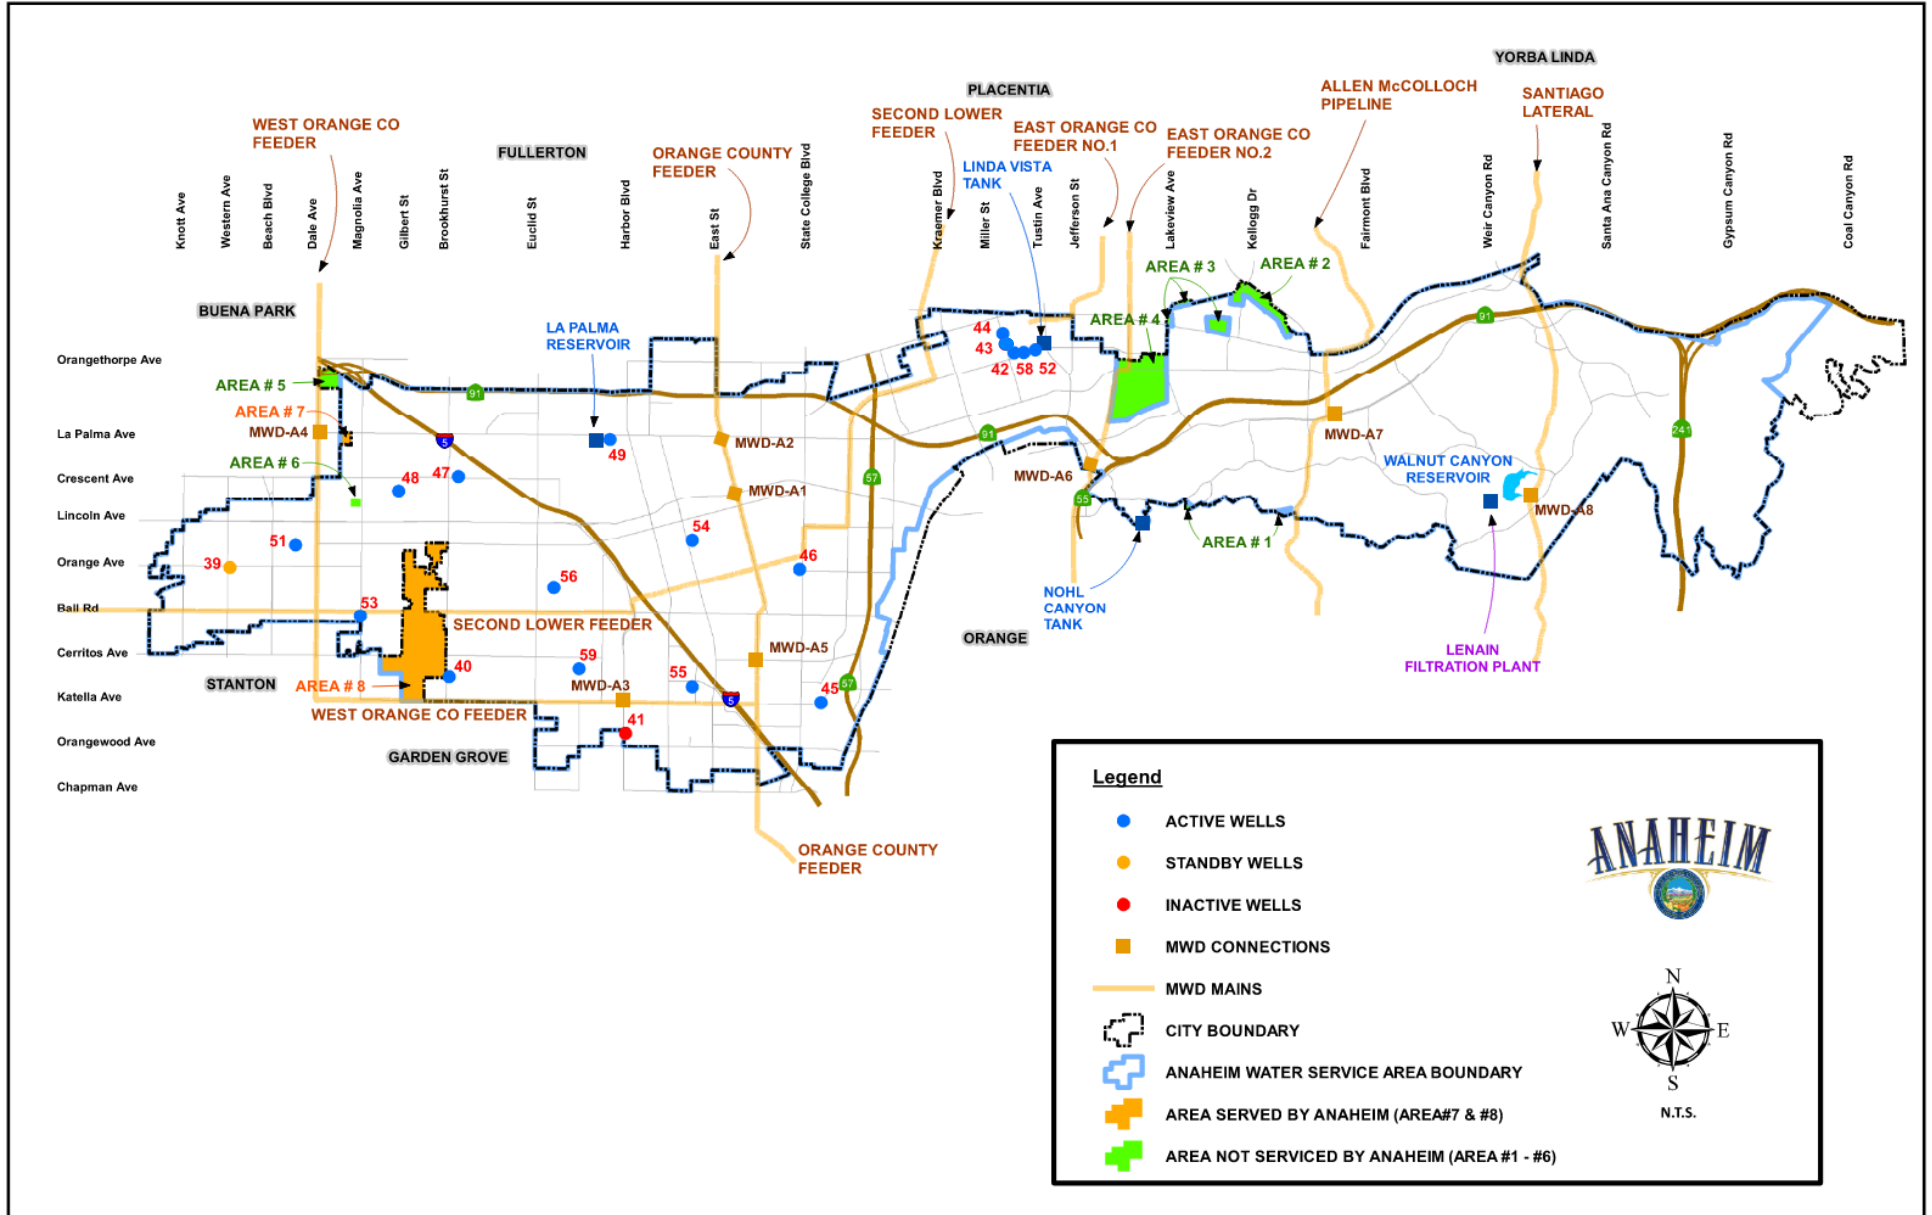 YORBA LINDA
PLACENTIA
ALLEN McCOLLOCH
PIPELINE
SANTIAGO
LATERAL
SECOND LOWER
FEEDER
EAST ORANGE CO
FEEDER NO.1
EAST ORANGE CO
FEEDER NO.2
WEST ORANGE CO
FEEDER
FULLERTON
ORANGE COUNTY
FEEDER
LINDA VISTA
TANK
Knott Ave
Western Ave
Beach Blvd
Dale Ave
Magnolia Ave
Gilbert St
Brookhurst St
Euclid St
Harbor Blvd
East St
State College Blvd
Kraemer Blvd
Miller St
Tustin Ave
Jefferson St
Lakeview Ave
Kellogg Dr
Fairmont Blvd
Weir Canyon Rd
Santa Ana Canyon Rd
Gypsum Canyon Rd
Coal Canyon Rd
AREA # 3
AREA # 2
BUENA PARK
LA PALMA
RESERVOIR
44
43
42
58
52
AREA # 4
91
Orangethorpe Ave
AREA # 5
91
AREA # 7
La Palma Ave
MWD-A4
5
49
MWD-A2
91
MWD-A7
241
AREA # 6
Crescent Ave
48
47
MWD-A1
57
MWD-A6
55
WALNUT CANYON
RESERVOIR
MWD-A8
Lincoln Ave
51
54
46
AREA # 1
Orange Ave
39
56
NOHL
CANYON
TANK
Ball Rd
53
SECOND LOWER FEEDER
ORANGE
Cerritos Ave
40
59
MWD-A5
LENAIN
FILTRATION PLANT
STANTON
AREA # 8
MWD-A3
55
45
57
Katella Ave
5
WEST ORANGE CO FEEDER
41
Orangewood Ave
GARDEN GROVE
Chapman Ave
ORANGE COUNTY
FEEDER
Legend
ACTIVE WELLS
STANDBY WELLS
INACTIVE WELLS
MWD CONNECTIONS
MWD MAINS
CITY BOUNDARY
ANAHEIM WATER SERVICE AREA BOUNDARY
AREA SERVED BY ANAHEIM (AREA#7 & #8)
AREA NOT SERVICED BY ANAHEIM (AREA #1 - #6)
ANAHEIM
N
W
E
S
N.T.S.